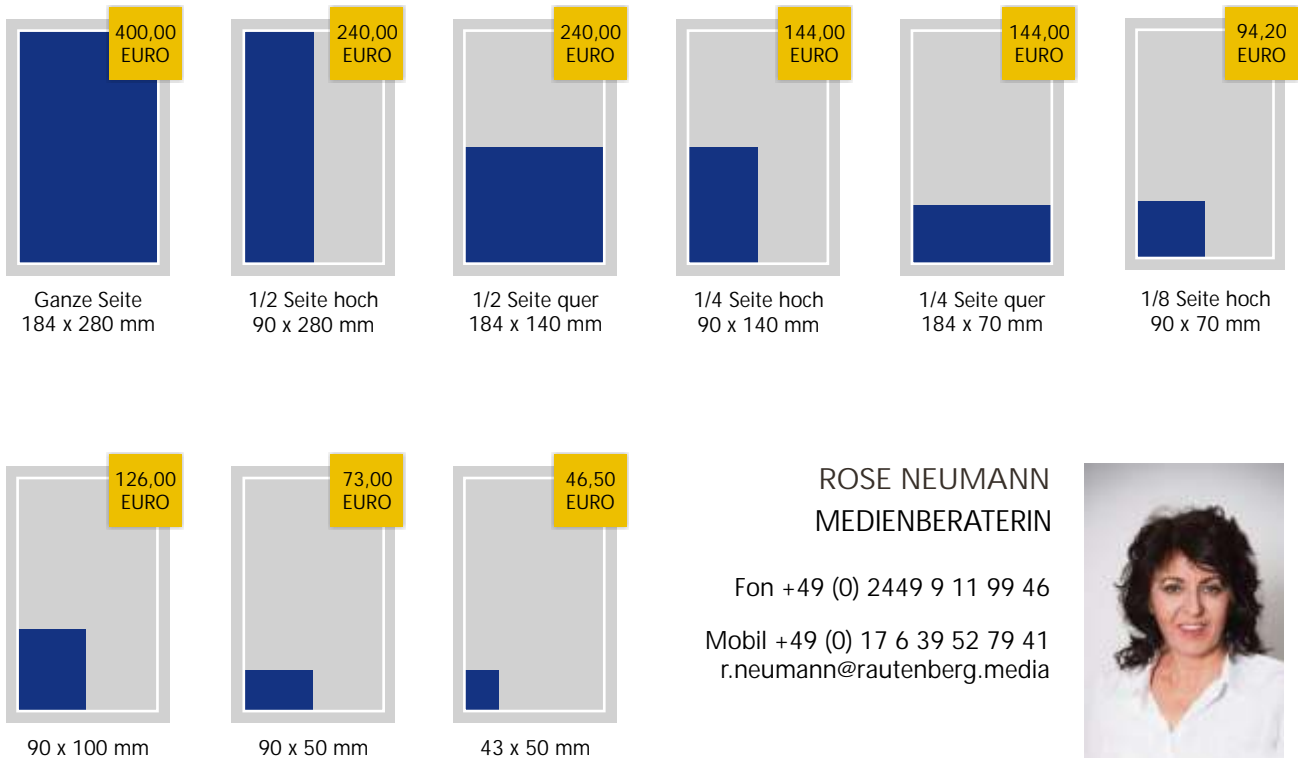 400,00
EURO
240,00
EURO
240,00
EURO
144,00
EURO
144,00
EURO
94,20
EURO
Ganze Seite
184 x 280 mm
1/2 Seite hoch
90 x 280 mm
1/2 Seite quer
184 x 140 mm
1/4 Seite hoch
90 x 140 mm
1/4 Seite quer
184 x 70 mm
1/8 Seite hoch
90 x 70 mm
126,00
EURO
73,00
EURO
46,50
EURO
90 x 100 mm
90 x 50 mm
43 x 50 mm
ROSE NEUMANN
MEDIENBERATERIN
Fon +49 (0) 2449 9 11 99 46
Mobil +49 (0) 17 6 39 52 79 41
r.neumann@rautenberg.media